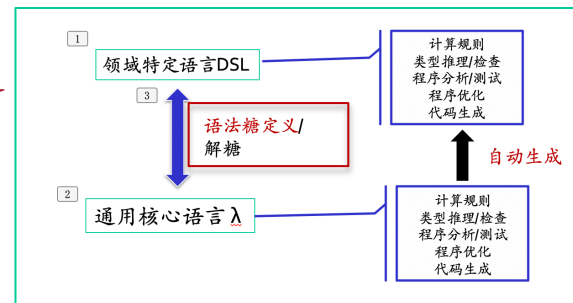 1
领域特定语言DSL
计算规则
类型推理/检查
程序分析/测试
程序优化
代码生成
3
语法糖定义/
解糖
自动生成
2
通用核心语言λ
计算规则
类型推理/检查
程序分析/测试
程序优化
代码生成